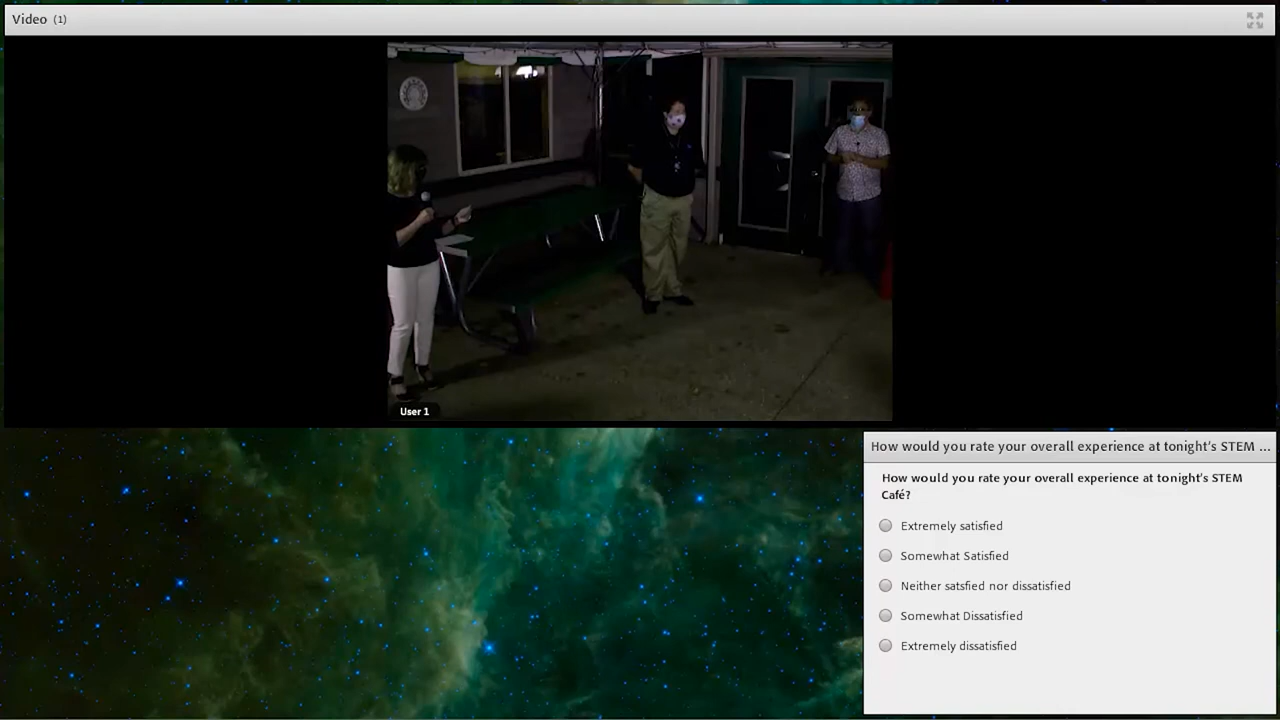 Video (1)
User 1
How would you rate your overall experience at tonight's STEM ...
How would you rate your overall experience at tonight's STEM
Café?
Extremely satisfied
Somewhat Satisfied
Neither satsfied nor dissatisfied
Somewhat Dissatisfied
Extremely dissatisfied